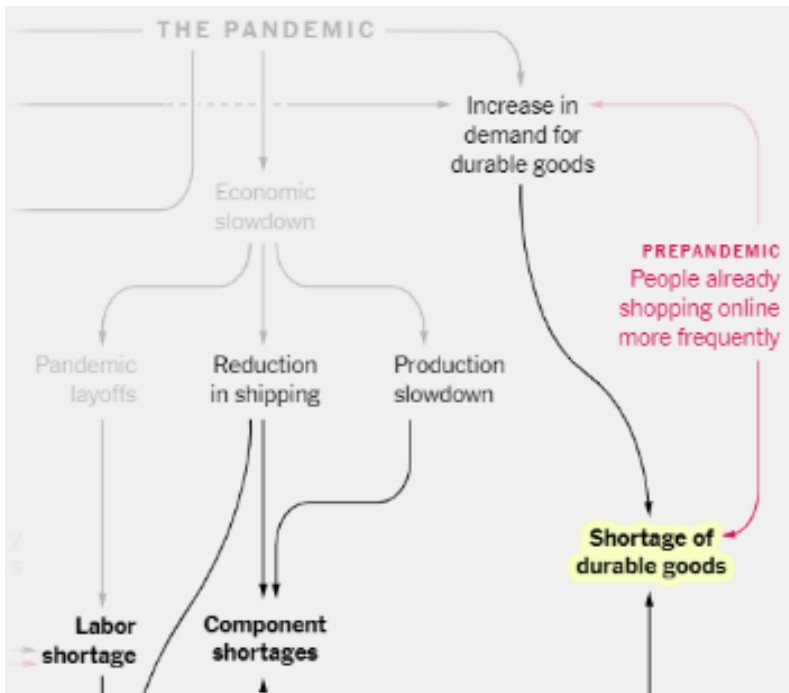 THE PANDEMIC
Increase in
demand for
durable goods
Economic
slowdown
PREPANDEMIC
People already
shopping online
more frequently
Pandemic
layoffs
Reduction
in shipping
Production
slowdown
Shortage of
durable goods
Labor
shortage
Component
shortages